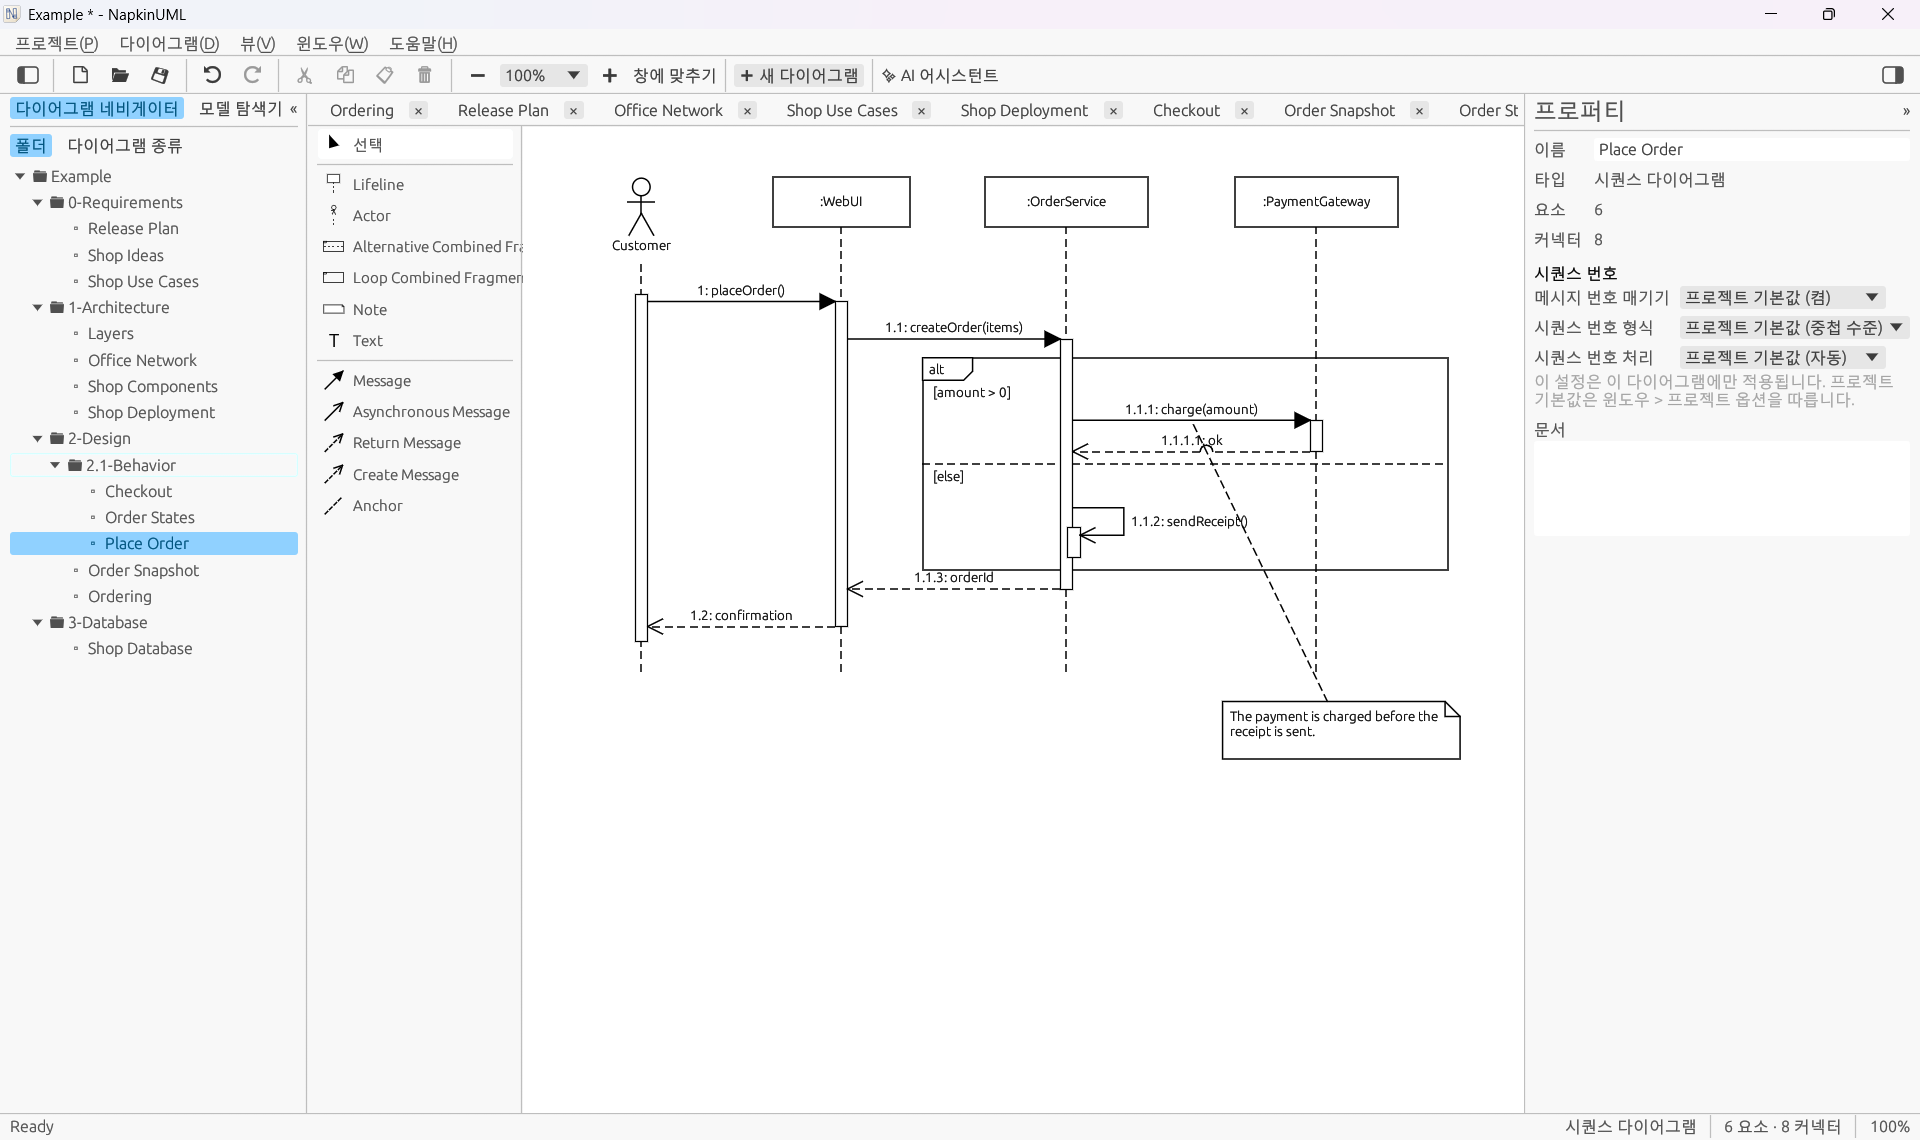 Example * - NapkinUML
프로젝트(P) 다이어그램(D) 뷰(V) 윈도우(W) 도움말(H)
100% 창에 맞추기 + 새 다이어그램 AI 어시스턴트
다이어그램 네비게이터 모델 탐색기 «
폴더 다이어그램 종류
Example
0-Requirements
Release Plan
Shop Ideas
Shop Use Cases
1-Architecture
Layers
Office Network
Shop Components
Shop Deployment
2-Design
2.1-Behavior
Checkout
Order States
Place Order
Order Snapshot
Ordering
3-Database
Shop Database
Ordering × Release Plan × Office Network × Shop Use Cases × Shop Deployment × Checkout × Order Snapshot × Order St
선택
Lifeline
Actor
Alternative Combined Fra
Loop Combined Fragmen
Note
T Text
Message
Asynchronous Message
Return Message
Create Message
Anchor
Customer
:WebUI
:OrderService
:PaymentGateway
1: placeOrder()
1.1: createOrder(items)
alt
[amount > 0]
1.1.1: charge(amount)
1.1.1.1: ok
[else]
1.1.2: sendReceipt()
1.1.3: orderId
1.2: confirmation
The payment is charged before the
receipt is sent.
프로퍼티 »
이름 Place Order
타입 시퀀스 다이어그램
요소 6
커넥터 8
시퀀스 번호
메시지 번호 매기기 프로젝트 기본값 (켬)
시퀀스 번호 형식 프로젝트 기본값 (중첩 수준)
시퀀스 번호 처리 프로젝트 기본값 (자동)
이 설정은 이 다이어그램에만 적용됩니다. 프로젝트
기본값은 윈도우 > 프로젝트 옵션을 따릅니다.
문서
Ready
시퀀스 다이어그램 6 요소 · 8 커넥터 100%